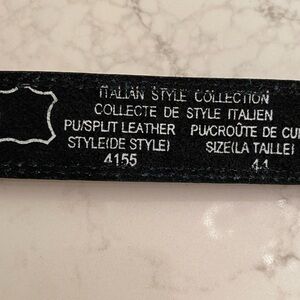 ITALIAN STYLE COLLECTION
COLLECTE DE STYLE ITALIEN
PU/SPLIT LEATHER PU/CROÛTE DE CUI
STYLE(DE STYLE) SIZE(LA TAILLE)
4155 44